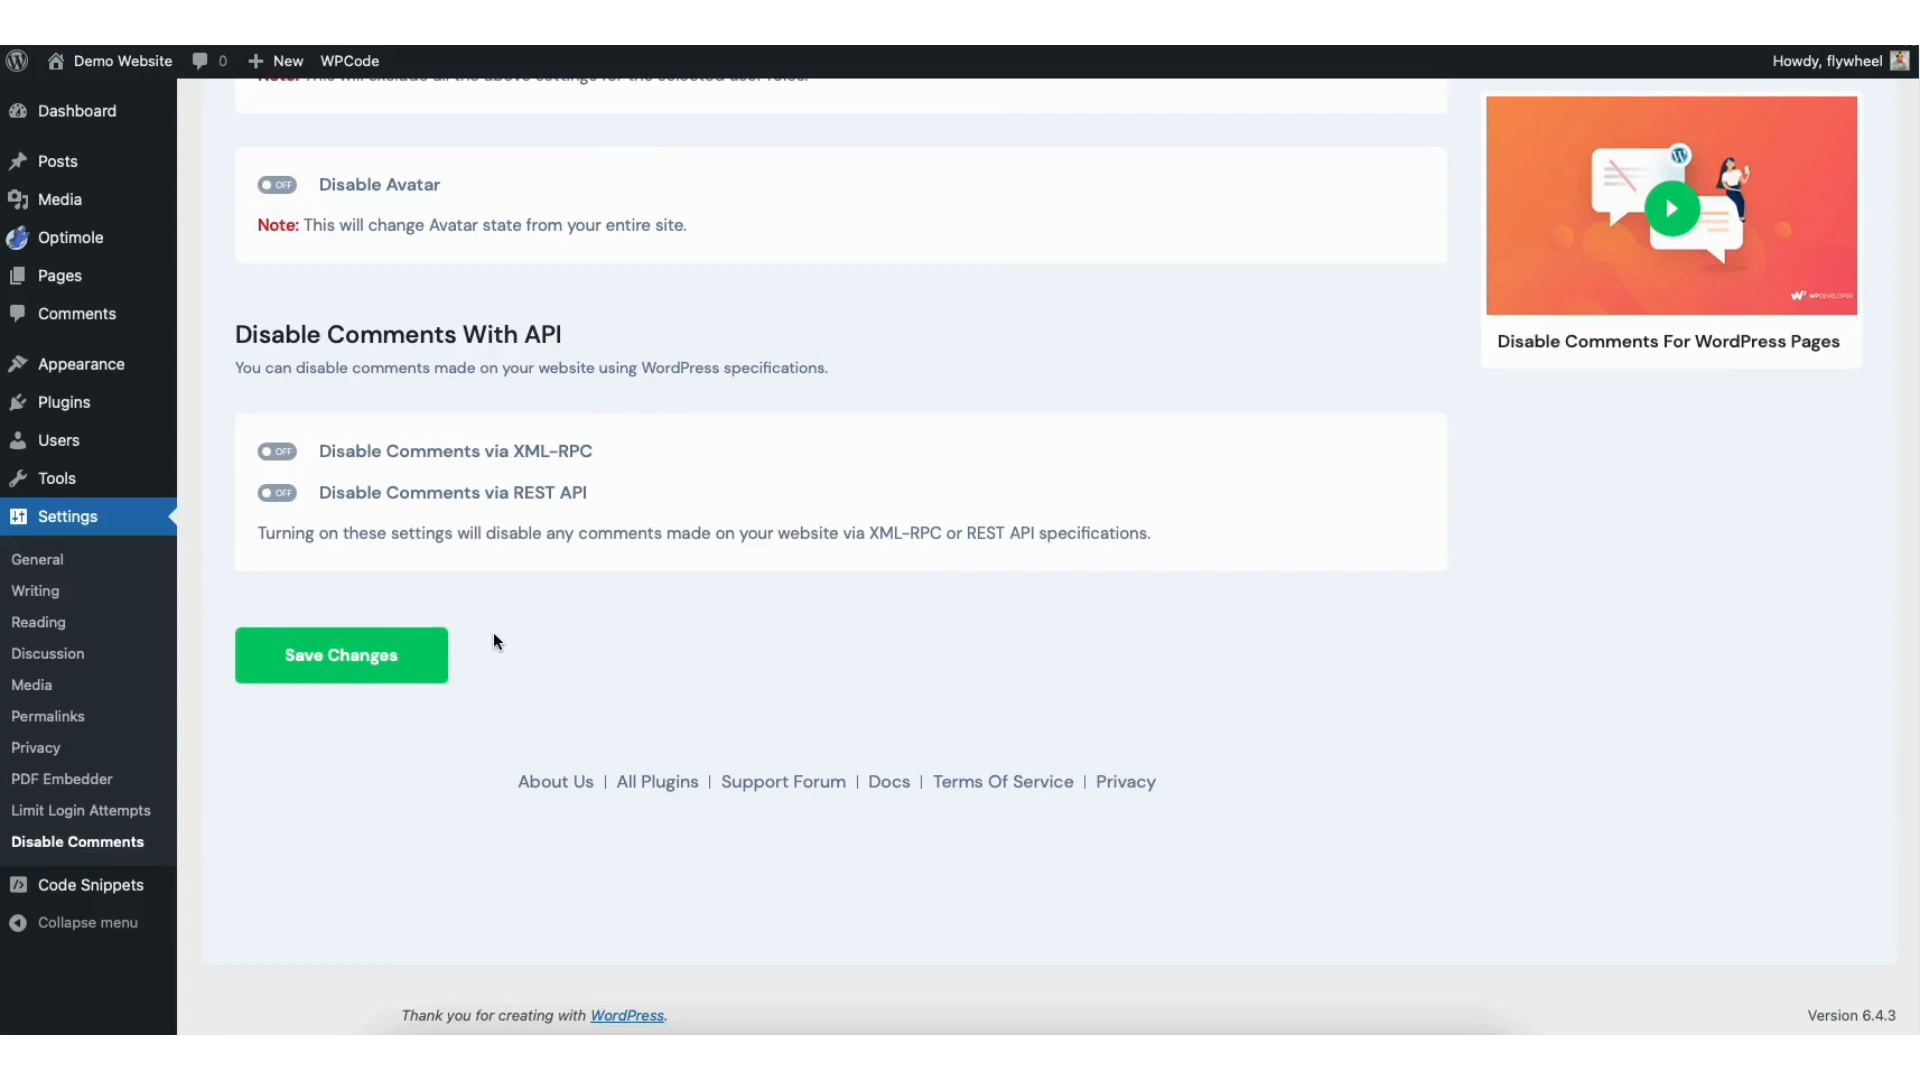 Demo Website 0 New WPCode Howdy, flywheel
Note: This will exclude all the above settings for the selected user roles.
Dashboard
Posts
Media
Optimole
Pages
Comments
Appearance
Plugins
Users
Tools
Settings
General
Writing
Reading
Discussion
Media
Permalinks
Privacy
PDF Embedder
Limit Login Attempts
Disable Comments
Code Snippets
Collapse menu
OFF Disable Avatar
Note: This will change Avatar state from your entire site.
Disable Comments With API
You can disable comments made on your website using WordPress specifications.
OFF Disable Comments via XML-RPC
OFF Disable Comments via REST API
Turning on these settings will disable any comments made on your website via XML-RPC or REST API specifications.
Save Changes
About Us | All Plugins | Support Forum | Docs | Terms Of Service | Privacy
WPDEVELOPER
Disable Comments For WordPress Pages
Thank you for creating with WordPress.
Version 6.4.3